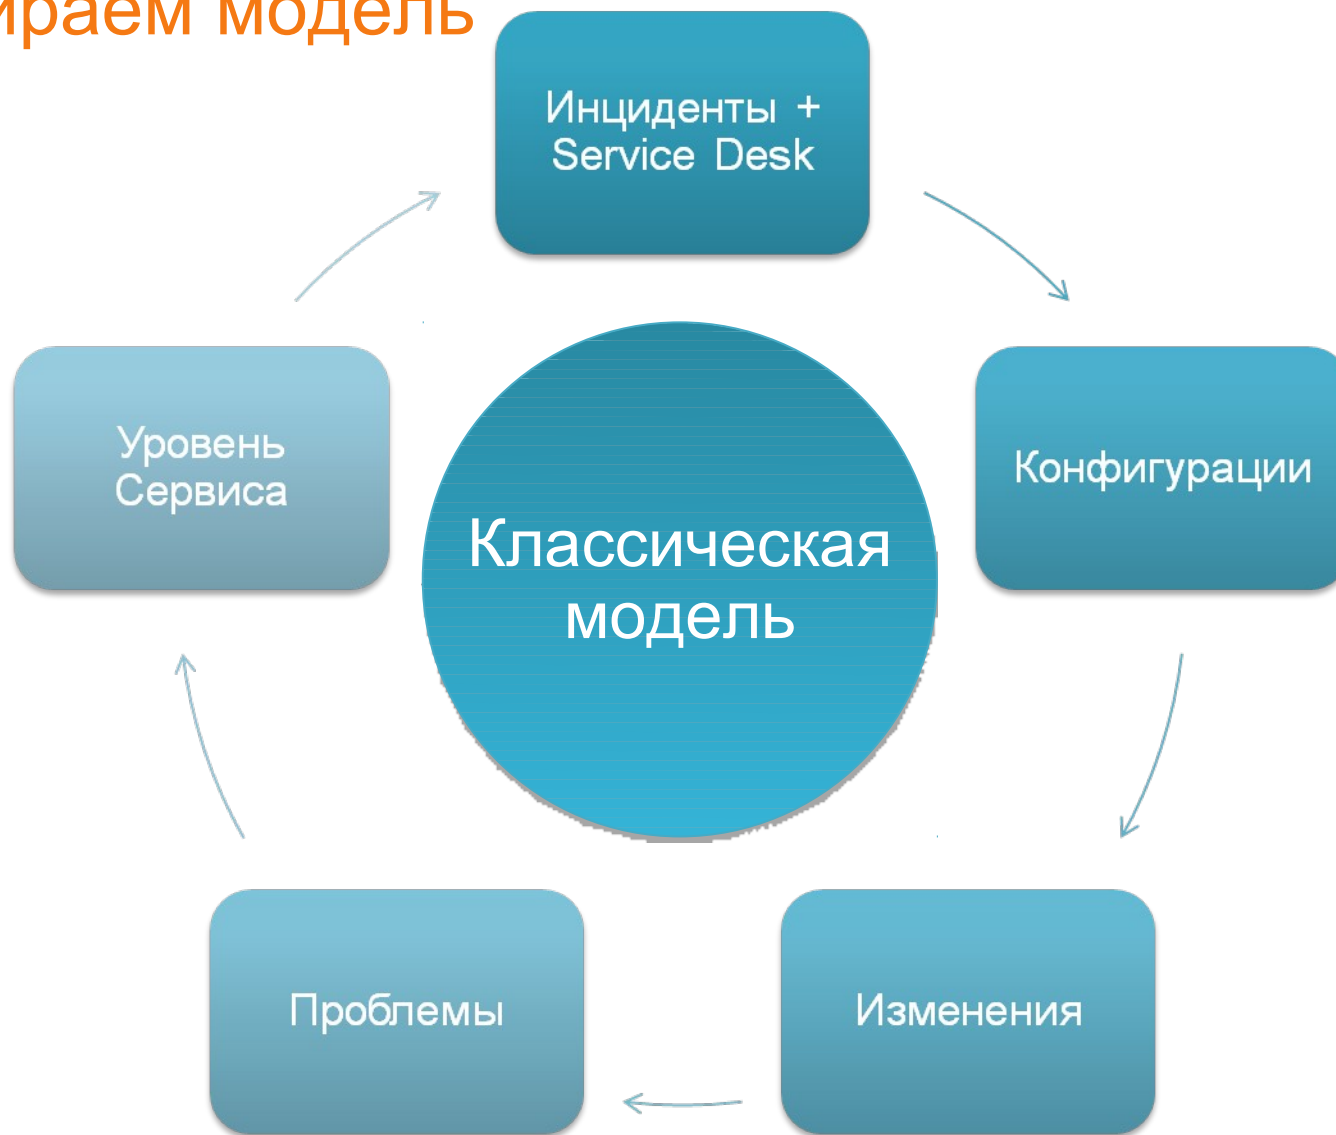 ираем модель
Инциденты +
Service Desk
Конфигурации
Изменения
Проблемы
Уровень
Сервиса
Классическая
модель